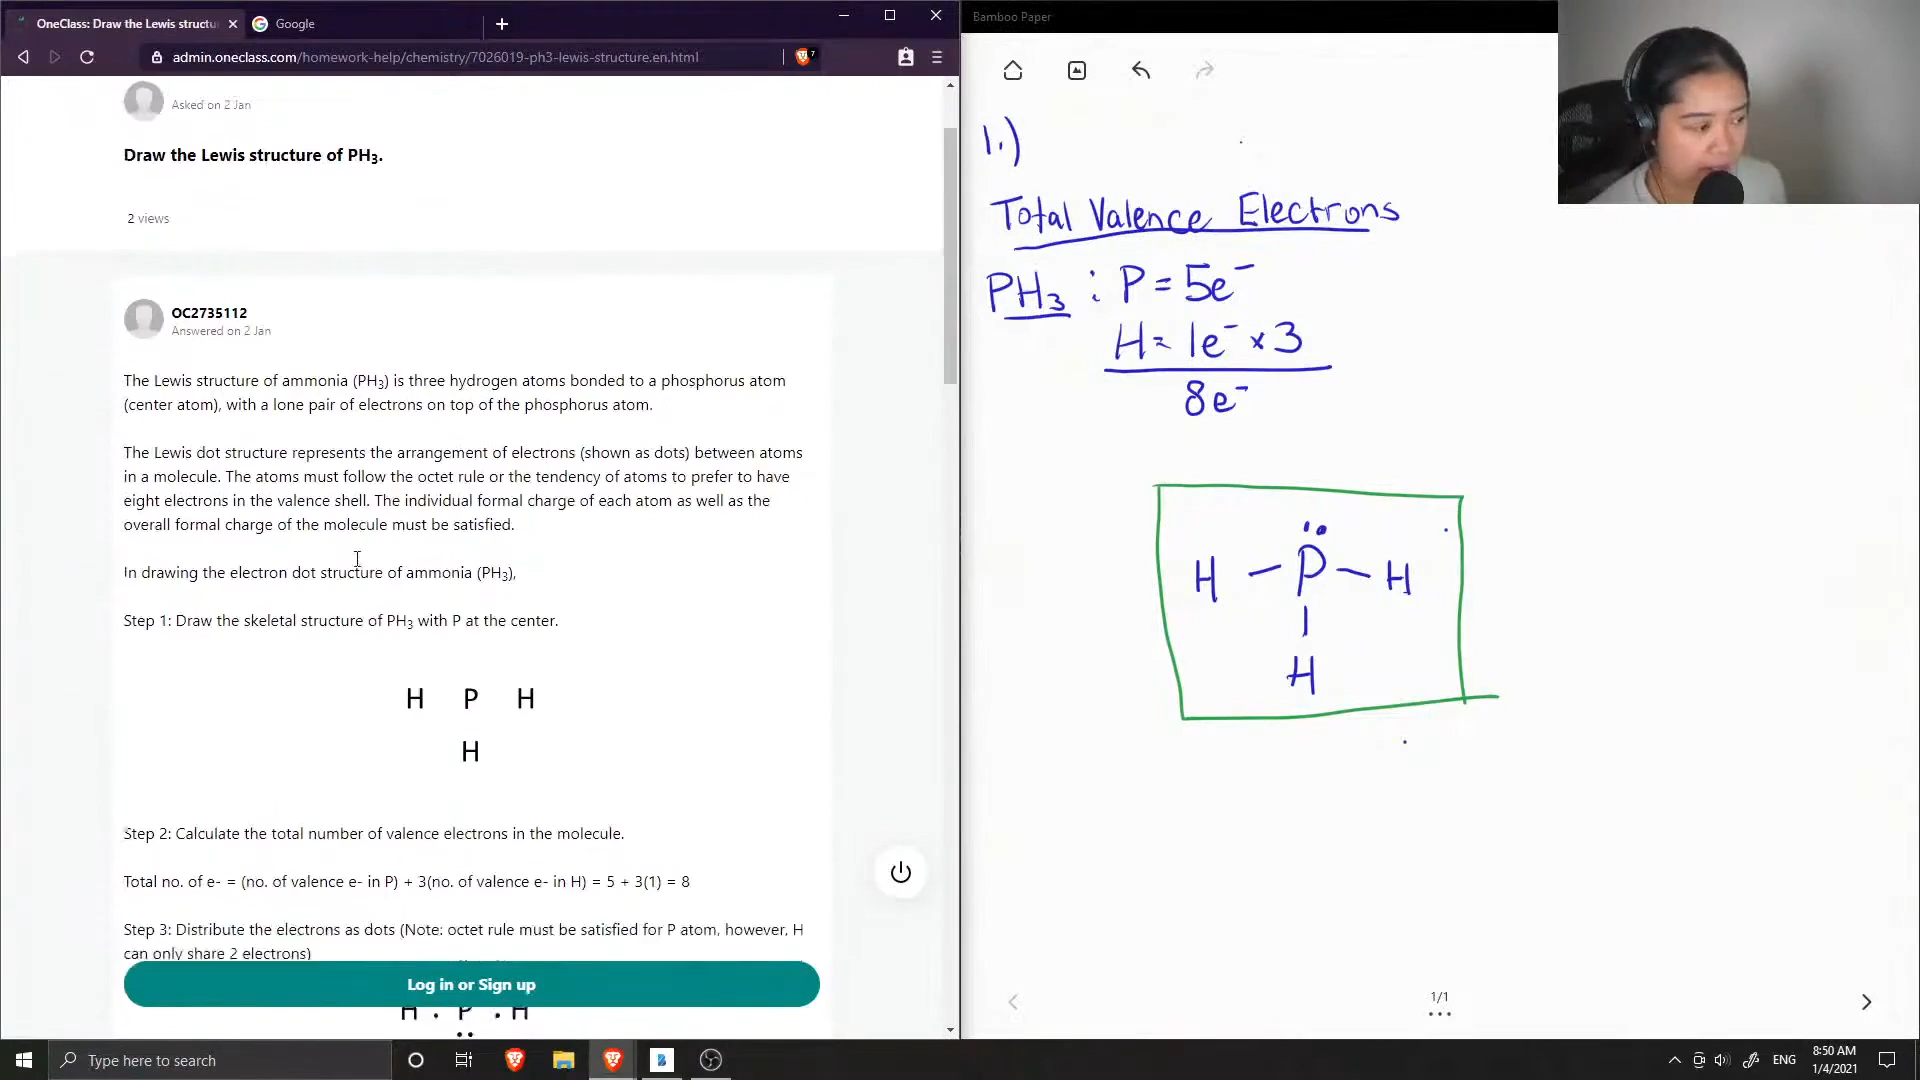 OneClass: Draw the Lewis structu
Google
admin.oneclass.com/homework-help/chemistry/7026019-ph3-lewis-structure.en.html
7
Asked on 2 Jan
Draw the Lewis structure of PH3.
2 views
OC2735112
Answered on 2 Jan
The Lewis structure of ammonia (PH3) is three hydrogen atoms bonded to a phosphorus atom
(center atom), with a lone pair of electrons on top of the phosphorus atom.
The Lewis dot structure represents the arrangement of electrons (shown as dots) between atoms
in a molecule. The atoms must follow the octet rule or the tendency of atoms to prefer to have
eight electrons in the valence shell. The individual formal charge of each atom as well as the
overall formal charge of the molecule must be satisfied.
In drawing the electron dot structure of ammonia (PH3),
Step 1: Draw the skeletal structure of PH3 with P at the center.
H P H
H
Step 2: Calculate the total number of valence electrons in the molecule.
Total no. of e- = (no. of valence e- in P) + 3(no. of valence e- in H) = 5 + 3(1) = 8
Step 3: Distribute the electrons as dots (Note: octet rule must be satisfied for P atom, however, H
can only share 2 electrons)
Log in or Sign up
H . P . H
Bamboo Paper
1.)
Total Valence Electrons
PH3 : P = 5e-
H = 1e- x 3
8e-
H - P - H
H
1/1
Type here to search
ENG
8:50 AM
1/4/2021